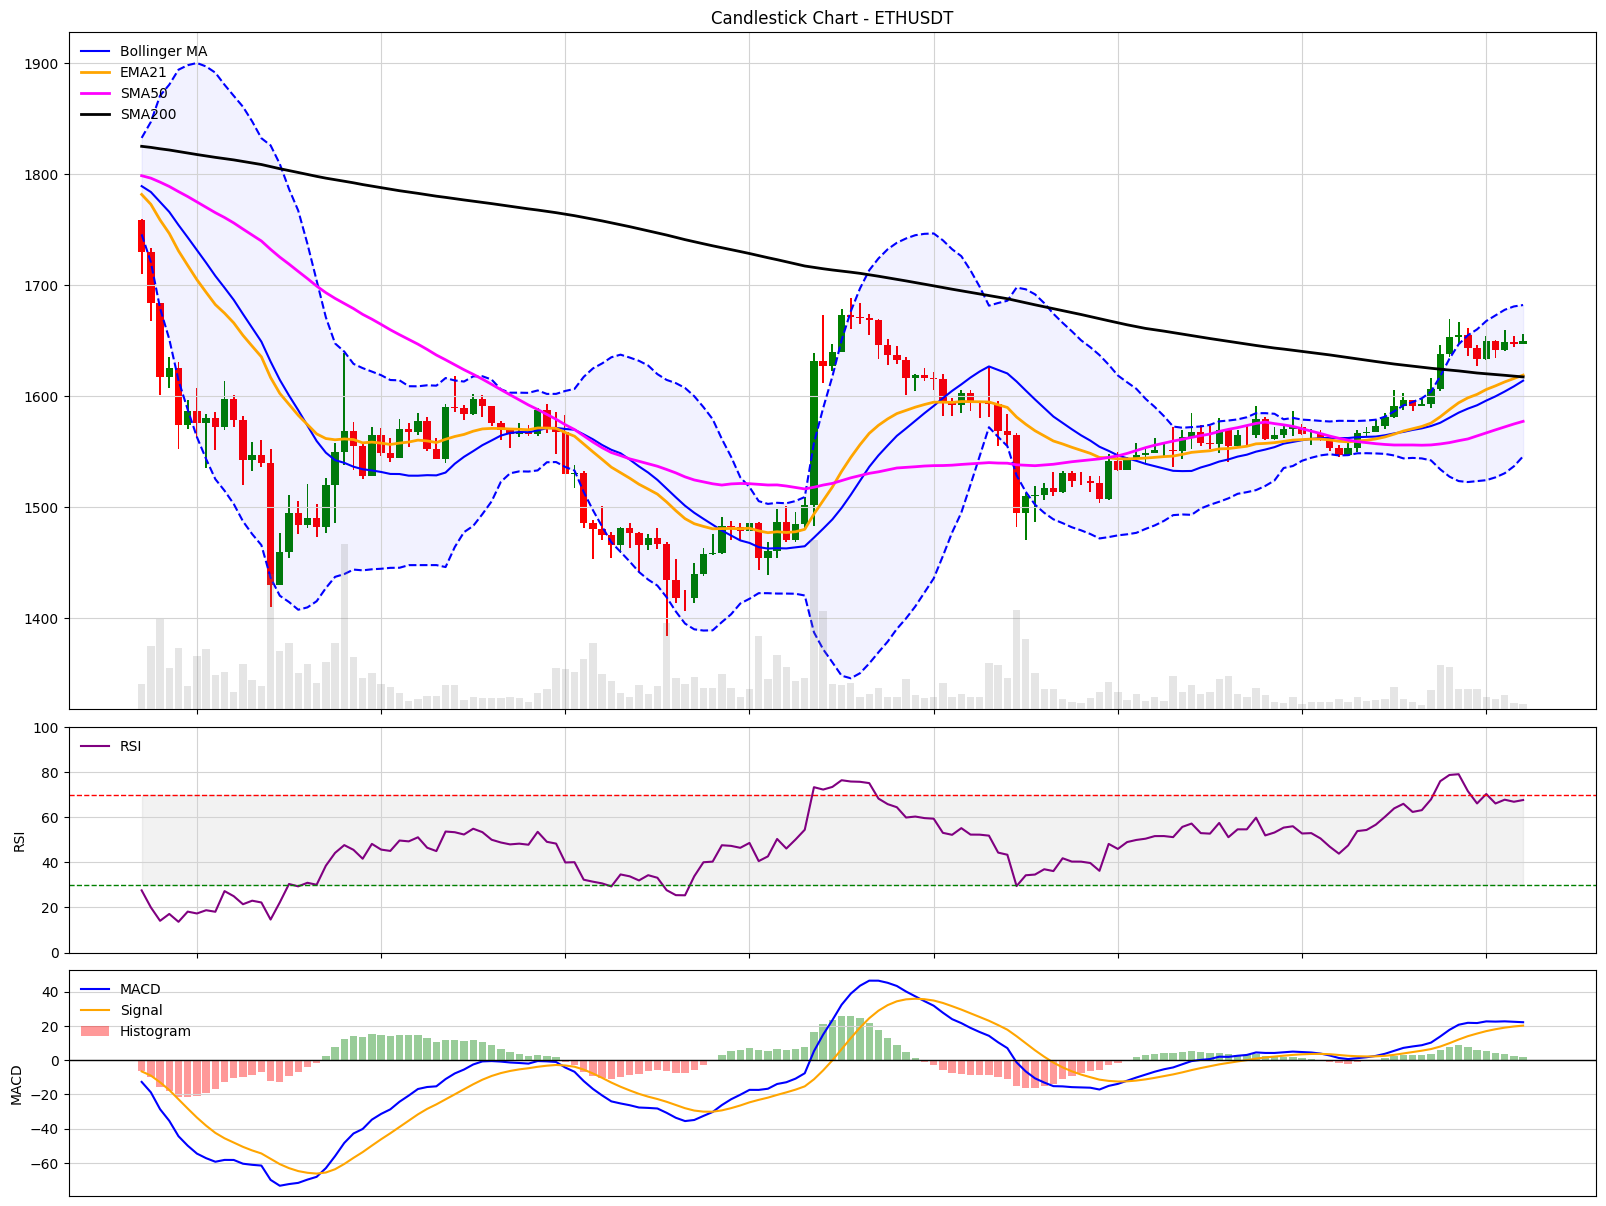 Candlestick Chart - ETHUSDT
Bollinger MA
EMA21
SMA50
SMA200
1900
1800
1700
1600
1500
1400
RSI
100
80
60
40
20
0
RSI
MACD
Signal
Histogram
40
20
0
−20
−40
−60
MACD